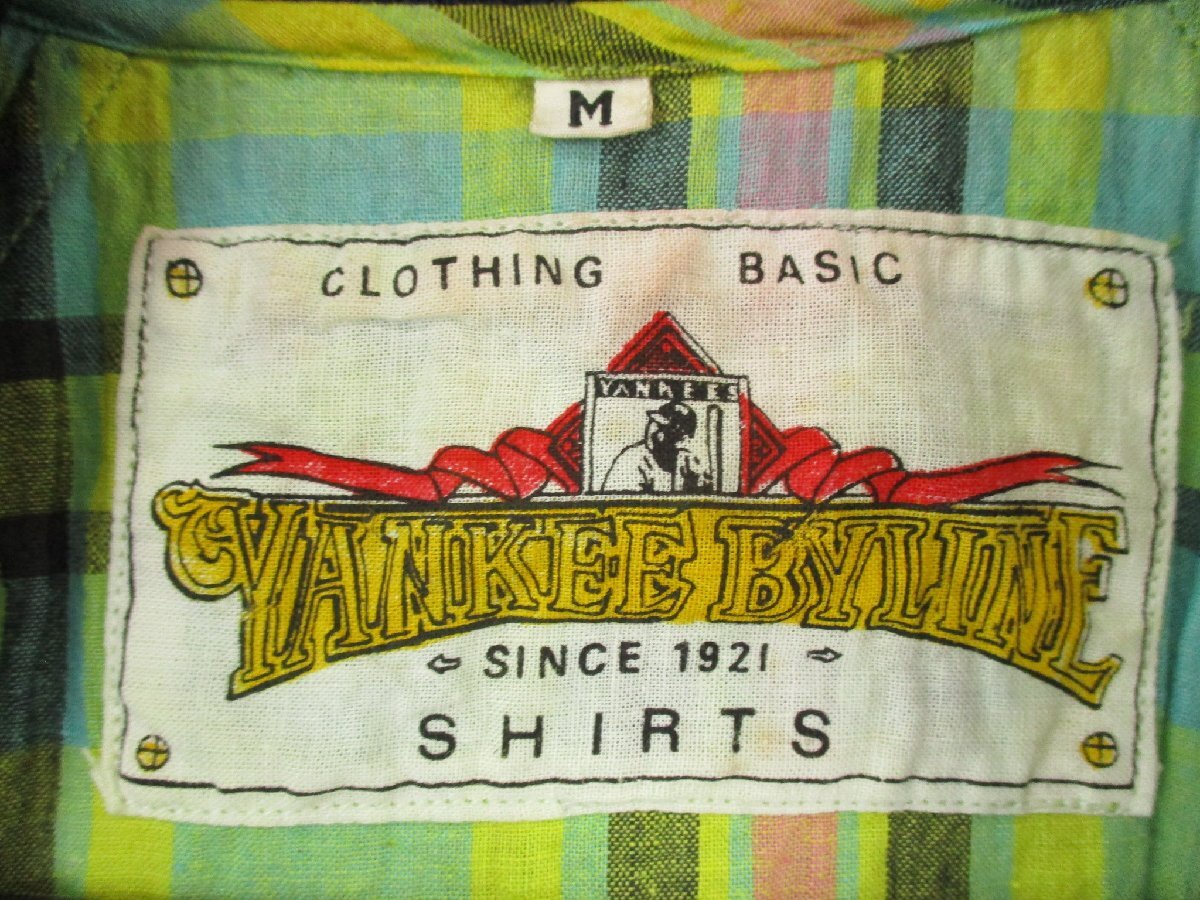 M
CLOTHING BASIC
YANKEES
YANKEE BYLINE
SINCE 1921
SHIRTS